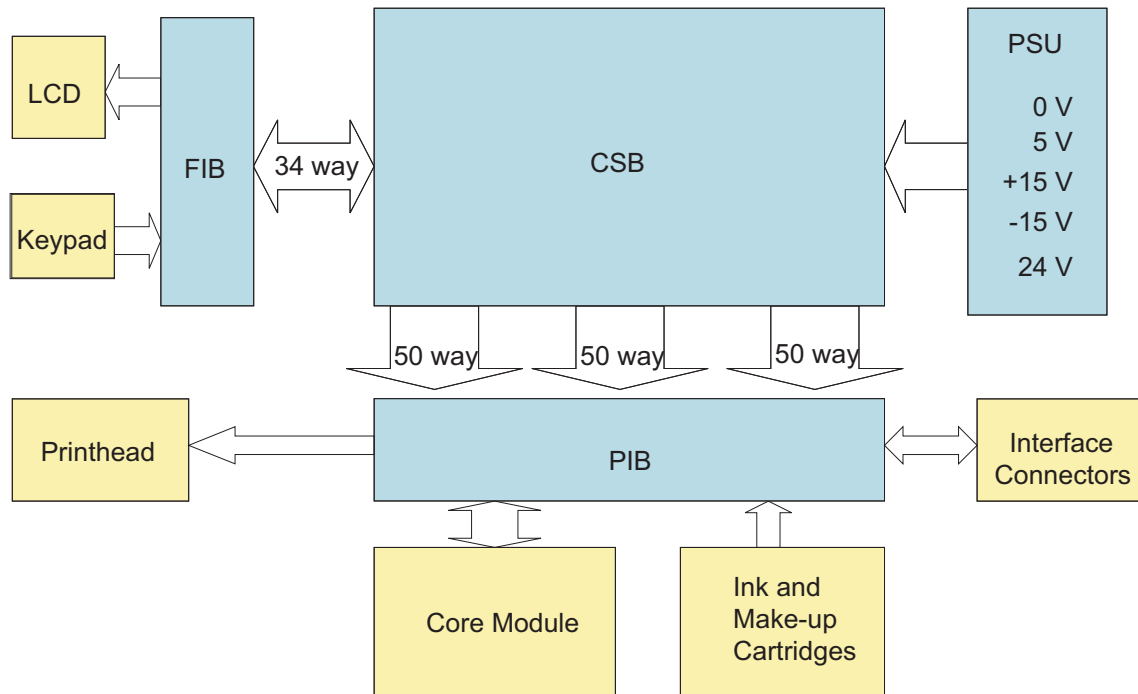 LCD
Keypad
FIB
34 way
CSB
PSU
0 V
5 V
+15 V
-15 V
24 V
50 way
50 way
50 way
Printhead
PIB
Interface
Connectors
Core Module
Ink and
Make-up
Cartridges